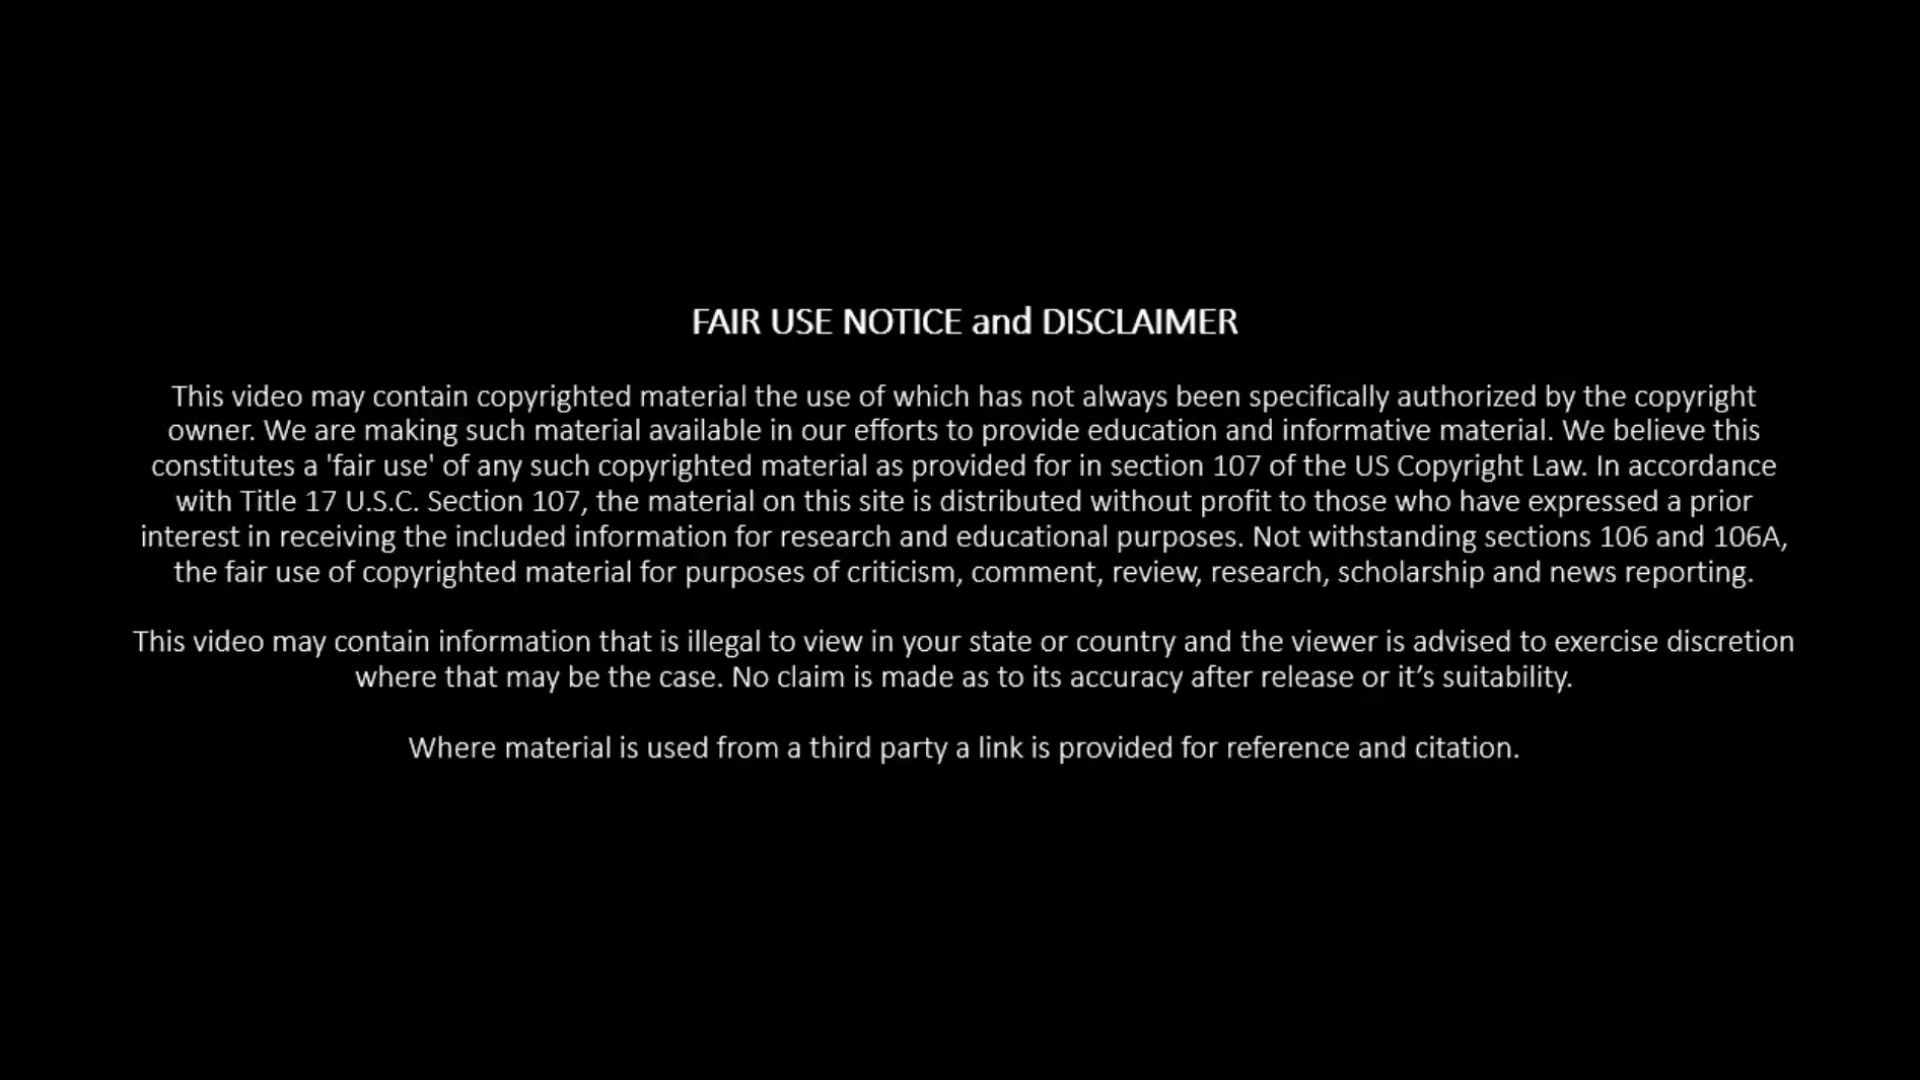 FAIR USE NOTICE and DISCLAIMER
This video may contain copyrighted material the use of which has not always been specifically authorized by the copyright
owner. We are making such material available in our efforts to provide education and informative material. We believe this
constitutes a 'fair use' of any such copyrighted material as provided for in section 107 of the US Copyright Law. In accordance
with Title 17 U.S.C. Section 107, the material on this site is distributed without profit to those who have expressed a prior
interest in receiving the included information for research and educational purposes. Not withstanding sections 106 and 106A,
the fair use of copyrighted material for purposes of criticism, comment, review, research, scholarship and news reporting.
This video may contain information that is illegal to view in your state or country and the viewer is advised to exercise discretion
where that may be the case. No claim is made as to its accuracy after release or it’s suitability.
Where material is used from a third party a link is provided for reference and citation.